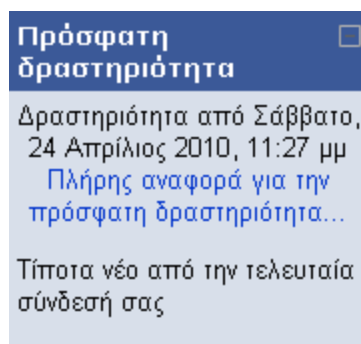 Πρόσφατη
δραστηριότητα
Δραστηριότητα από Σάββατο,
24 Απρίλιος 2010, 11:27 μμ
Πλήρης αναφορά για την
πρόσφατη δραστηριότητα...
Τίποτα νέο από την τελευταία
σύνδεσή σας